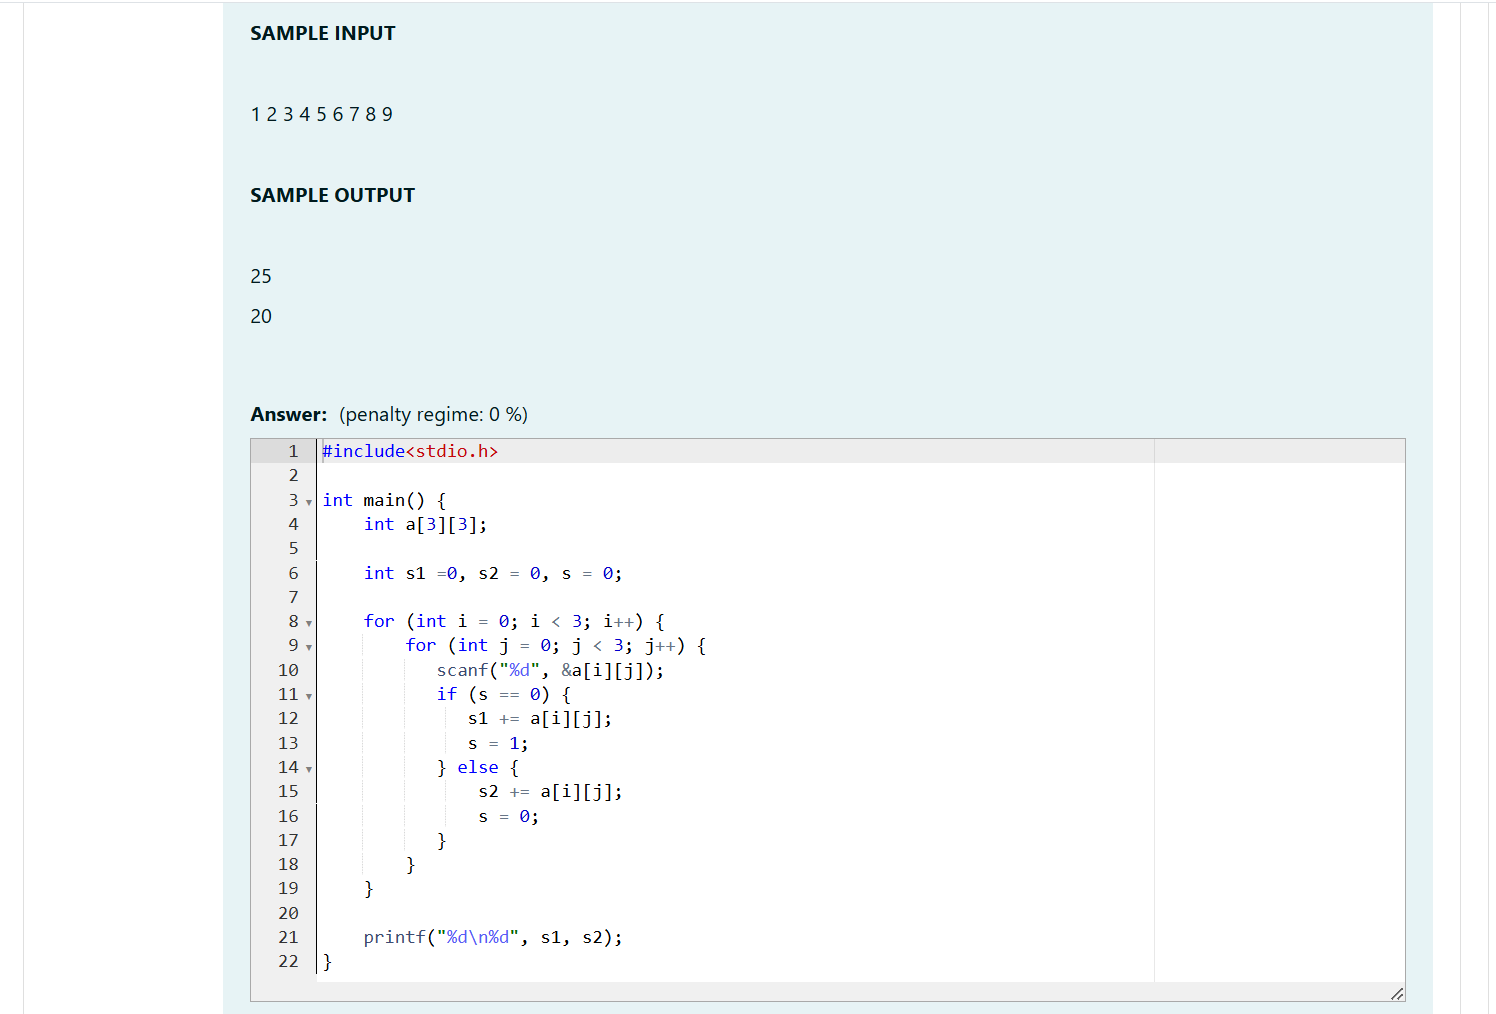 SAMPLE INPUT
1 2 3 4 5 6 7 8 9
SAMPLE OUTPUT
25
20
Answer: (penalty regime: 0 %)
1 #include<stdio.h>
2
3 int main() {
4     int a[3][3];
5
6     int s1 =0, s2 = 0, s = 0;
7
8     for (int i = 0; i < 3; i++) {
9         for (int j = 0; j < 3; j++) {
10            scanf("%d", &a[i][j]);
11            if (s == 0) {
12               s1 += a[i][j];
13               s = 1;
14            } else {
15                s2 += a[i][j];
16                s = 0;
17            }
18         }
19     }
20
21     printf("%d\n%d", s1, s2);
22 }